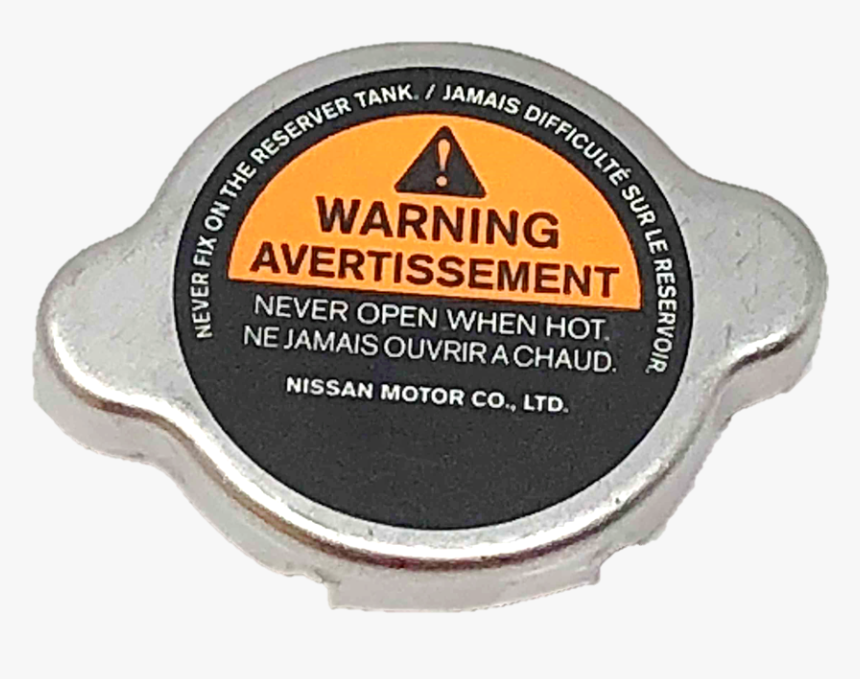 NEVER FIX ON THE RESERVER TANK. / JAMAIS DIFFICULTÉ SUR LE RESERVOIR.
WARNING
AVERTISSEMENT
NEVER OPEN WHEN HOT.
NE JAMAIS OUVRIR A CHAUD.
NISSAN MOTOR CO., LTD.